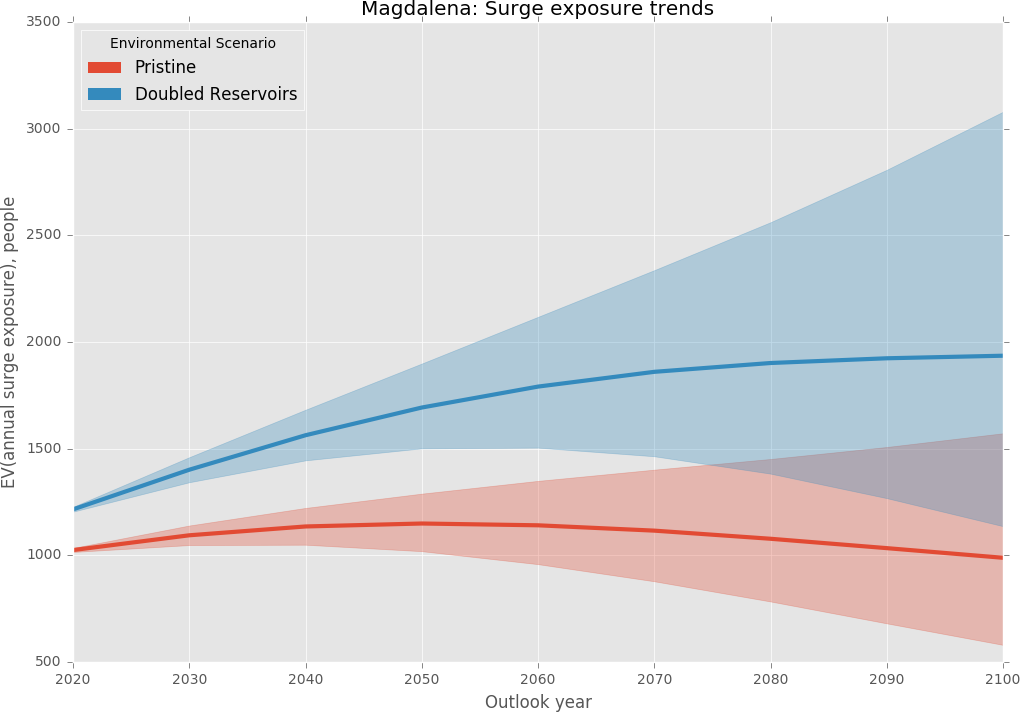 Magdalena: Surge exposure trends
Environmental Scenario
Pristine
Doubled Reservoirs
EV(annual surge exposure), people
3500
3000
2500
2000
1500
1000
500
2020 2030 2040 2050 2060 2070 2080 2090 2100
Outlook year